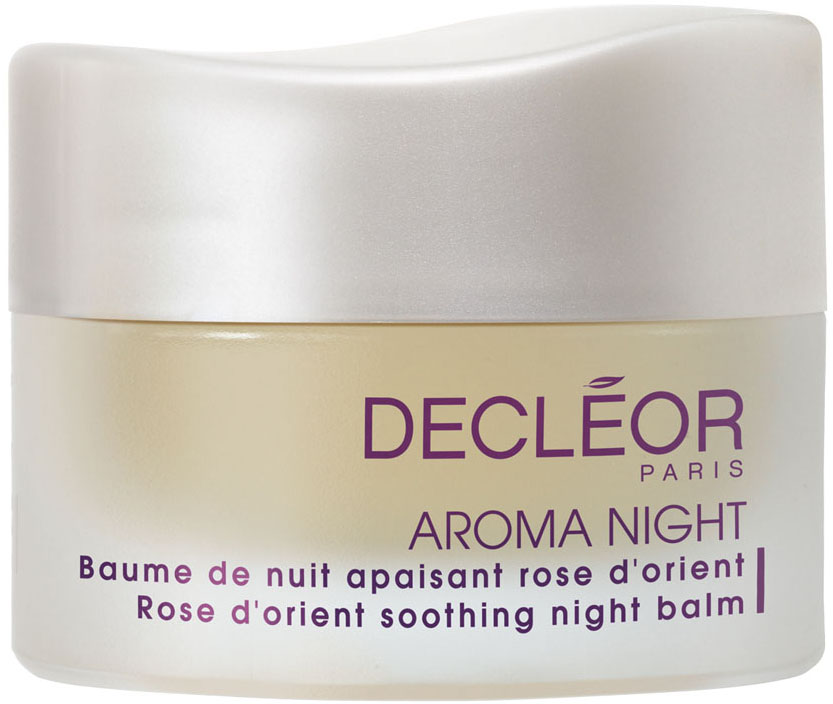 DECLÉOR
PARIS
AROMA NIGHT
Baume de nuit apaisant rose d'orient
Rose d'orient soothing night balm